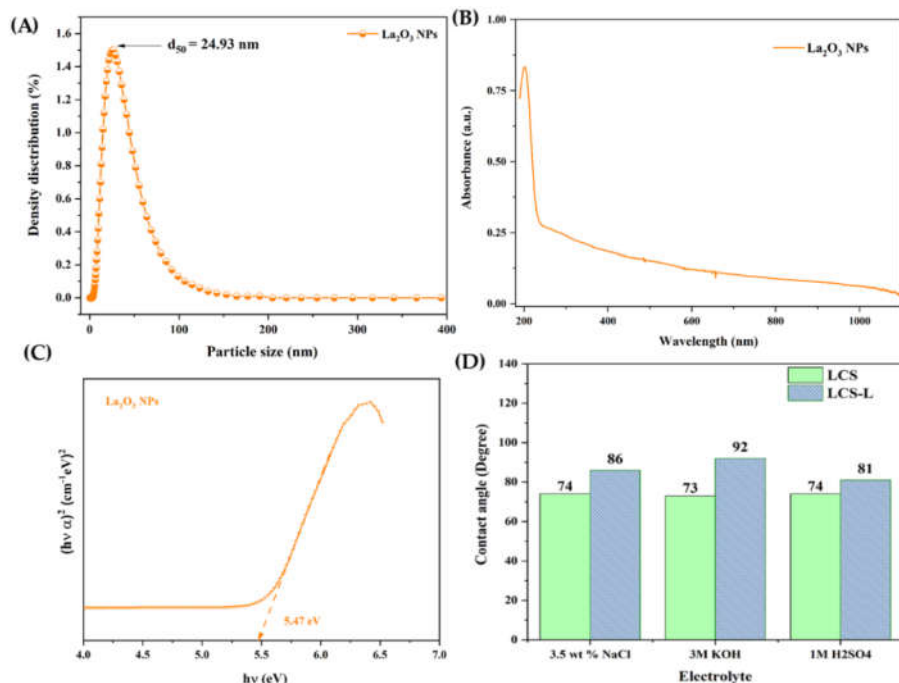 (A)
d50 = 24.93 nm
La2O3 NPs
1.6
1.4
1.2
1.0
0.8
0.6
0.4
0.2
0.0
Density disctribution (%)
0
100
200
300
400
Particle size (nm)
(B)
La2O3 NPs
1.00
0.75
0.50
0.25
0.00
Absorbance (a.u.)
200
400
600
800
1000
Wavelength (nm)
(C)
La2O3 NPs
(hν α)² (cm⁻¹eV)²
5.47 eV
4.0
4.5
5.0
5.5
6.0
6.5
7.0
hν (eV)
(D)
LCS
LCS-L
140
120
100
80
60
40
20
0
Contact angle (Degree)
74
86
73
92
74
81
3.5 wt % NaCl
3M KOH
1M H2SO4
Electrolyte